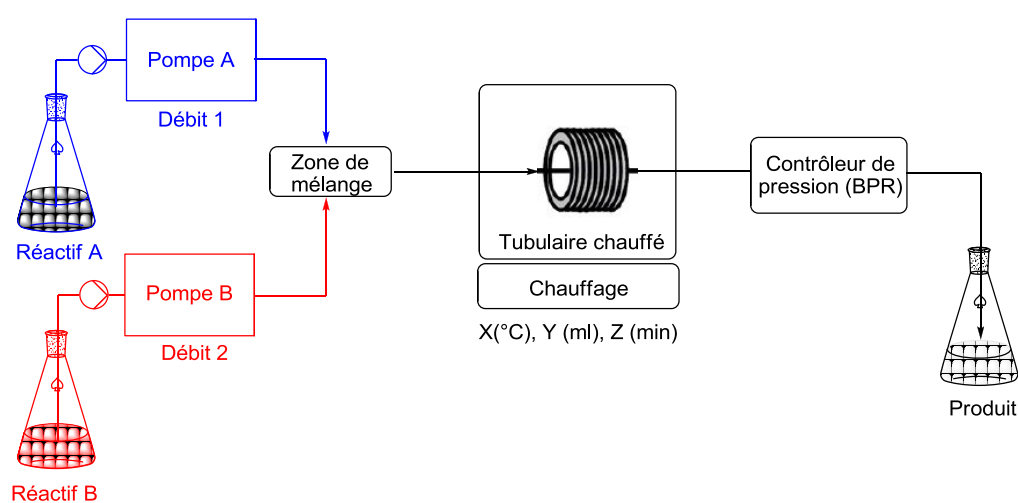 Pompe A
Débit 1
Réactif A
Zone de
mélange
Pompe B
Débit 2
Réactif B
Tubulaire chauffé
Chauffage
X(°C), Y (ml), Z (min)
Contrôleur de
pression (BPR)
Produit